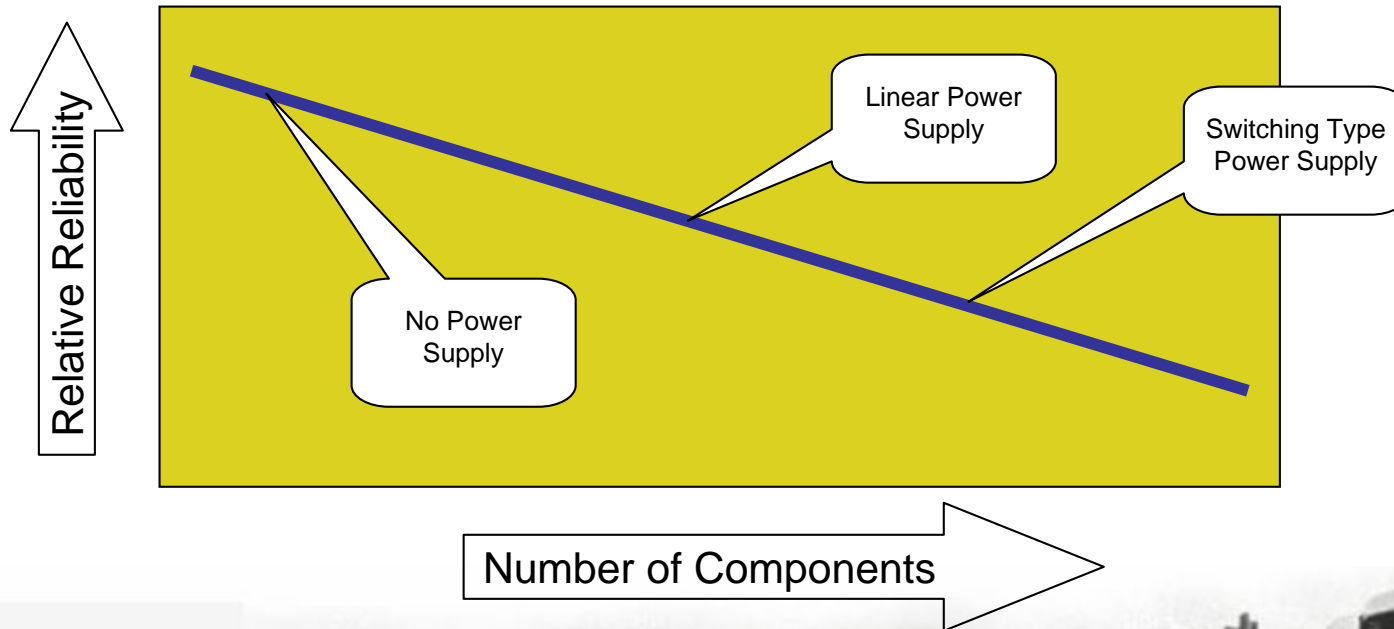 Relative Reliability
Linear Power
Supply
Switching Type
Power Supply
No Power
Supply
Number of Components